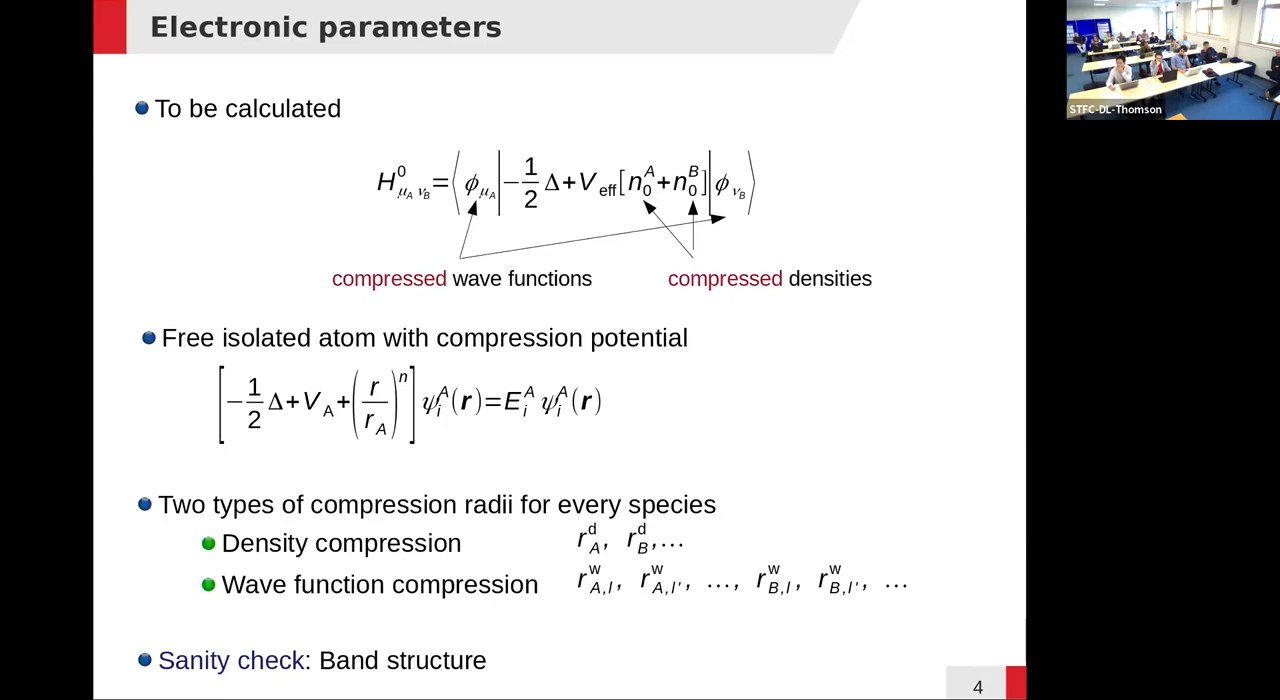 Electronic parameters
STFC-DL-Thomson
To be calculated
H⁰_{μ_A ν_B} = ⟨ϕ_{μ_A}| −1/2 Δ + V_eff[n_0^A + n_0^B] |ϕ_{ν_B}⟩
compressed wave functions compressed densities
Free isolated atom with compression potential
[−1/2 Δ + V_A + (r/r_A)^n] ψ_i^A(r) = E_i^A ψ_i^A(r)
Two types of compression radii for every species
Density compression r_A^d, r_B^d, ...
Wave function compression r_{A,l}^w, r_{A,l'}^w, ..., r_{B,l}^w, r_{B,l'}^w, ...
Sanity check: Band structure
4